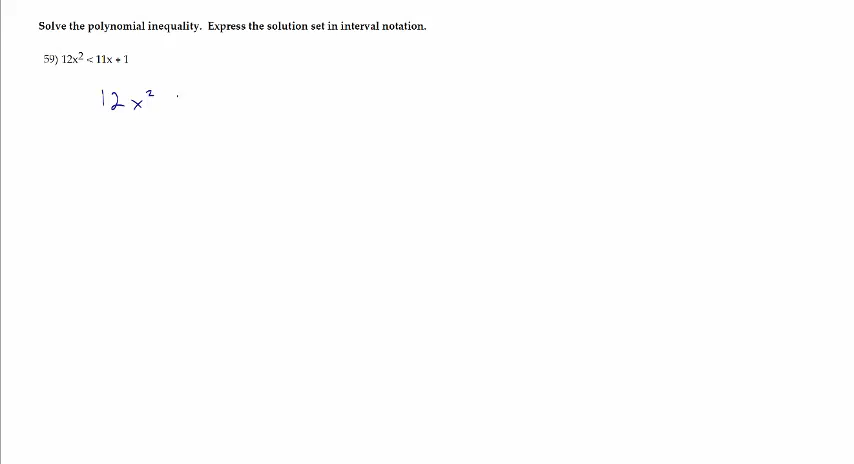 Solve the polynomial inequality. Express the solution set in interval notation.
59) 12x² < 11x + 1
12x²